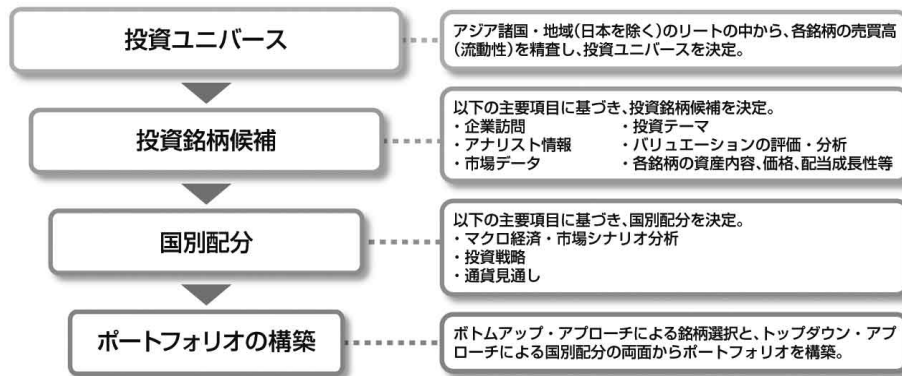 投資ユニバース
アジア諸国・地域(日本を除く)のリートの中から、各銘柄の売買高
(流動性)を精査し、投資ユニバースを決定。
投資銘柄候補
以下の主要項目に基づき、投資銘柄候補を決定。
・企業訪問 ・投資テーマ
・アナリスト情報 ・バリュエーションの評価・分析
・市場データ ・各銘柄の資産内容、価格、配当成長性等
国別配分
以下の主要項目に基づき、国別配分を決定。
・マクロ経済・市場シナリオ分析
・投資戦略
・通貨見通し
ポートフォリオの構築
ボトムアップ・アプローチによる銘柄選択と、トップダウン・アプ
ローチによる国別配分の両面からポートフォリオを構築。